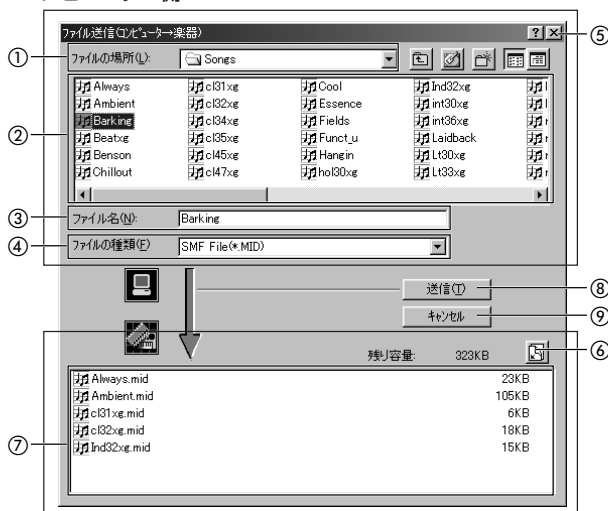 ファイル送信(コンピューター→楽器)
⑤
① ファイルの場所(L): Songs
② Always cl31xg Cool Ind32xg
Ambient cl32xg Essence int30xg
Barking cl34xg Fields int36xg
Beatxg cl35xg Funct_u Laidback
Benson cl45xg Hangin Lt30xg
Chillout cl47xg hol30xg Lt33xg
③ ファイル名(N): Barking
④ ファイルの種類(F) SMF File(*.MID)
送信(T) ⑧
キャンセル ⑨
残り容量: 323KB ⑥
⑦ Always.mid 23KB
Ambient.mid 105KB
cl31xg.mid 6KB
cl32xg.mid 18KB
Ind32xg.mid 15KB